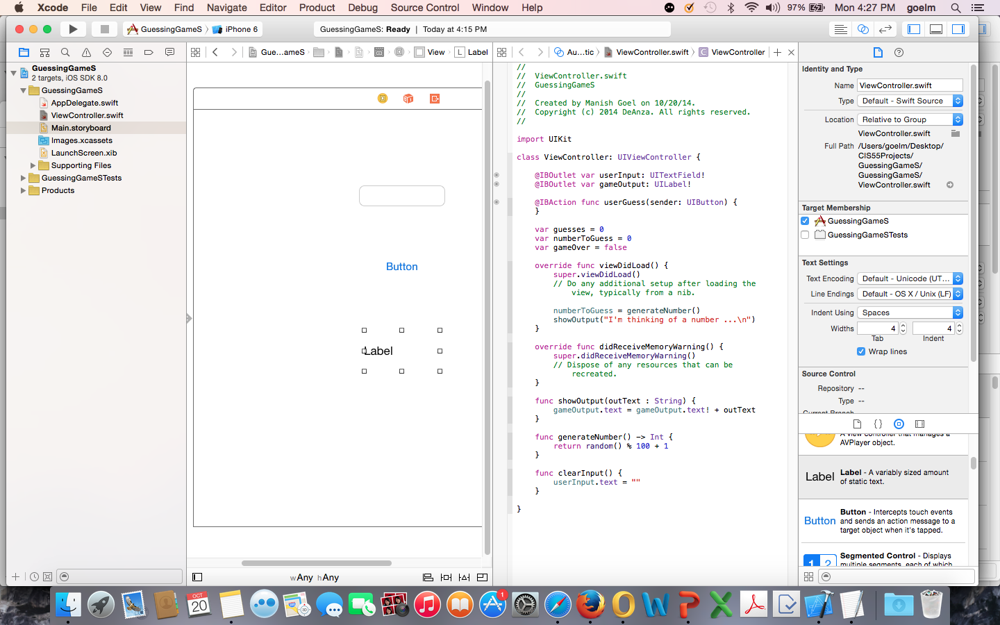 Xcode File Edit View Find Navigate Editor Product Debug Source Control Window Help 97% Mon 4:27 PM goelm
GuessingGameS iPhone 6 GuessingGameS: Ready | Today at 4:15 PM
Gue...ameS View L Label Au...tic ViewController.swift C ViewController
GuessingGameS
2 targets, iOS SDK 8.0
GuessingGameS
AppDelegate.swift
ViewController.swift
Main.storyboard
Images.xcassets
LaunchScreen.xib
Supporting Files
GuessingGameSTests
Products
Button
Label
wAny hAny
//
// ViewController.swift
// GuessingGameS
//
// Created by Manish Goel on 10/20/14.
// Copyright (c) 2014 DeAnza. All rights reserved.
//
import UIKit
class ViewController: UIViewController {
@IBOutlet var userInput: UITextField!
@IBOutlet var gameOutput: UILabel!
@IBAction func userGuess(sender: UIButton) {
}
var guesses = 0
var numberToGuess = 0
var gameOver = false
override func viewDidLoad() {
super.viewDidLoad()
// Do any additional setup after loading the
view, typically from a nib.
numberToGuess = generateNumber()
showOutput("I'm thinking of a number ...\n")
}
override func didReceiveMemoryWarning() {
super.didReceiveMemoryWarning()
// Dispose of any resources that can be
recreated.
}
func showOutput(outText : String) {
gameOutput.text = gameOutput.text! + outText
}
func generateNumber() -> Int {
return random() % 100 + 1
}
func clearInput() {
userInput.text = ""
}
}
Identity and Type
Name ViewController.swift
Type Default - Swift Source
Location Relative to Group
ViewController.swift
Full Path /Users/goelm/Desktop/
CIS55Projects/
GuessingGameS/
GuessingGameS/
ViewController.swift
Target Membership
GuessingGameS
GuessingGameSTests
Text Settings
Text Encoding Default - Unicode (UT...
Line Endings Default - OS X / Unix (LF)
Indent Using Spaces
Widths 4 4
Tab Indent
Wrap lines
Source Control
Repository --
Type --
Current Branch
A view controller that manages a
AVPlayer object.
Label Label - A variably sized amount
of static text.
Button Button - Intercepts touch events
and sends an action message to a
target object when it's tapped.
1 2 Segmented Control - Displays
multiple segments, each of which
OCT
20
1